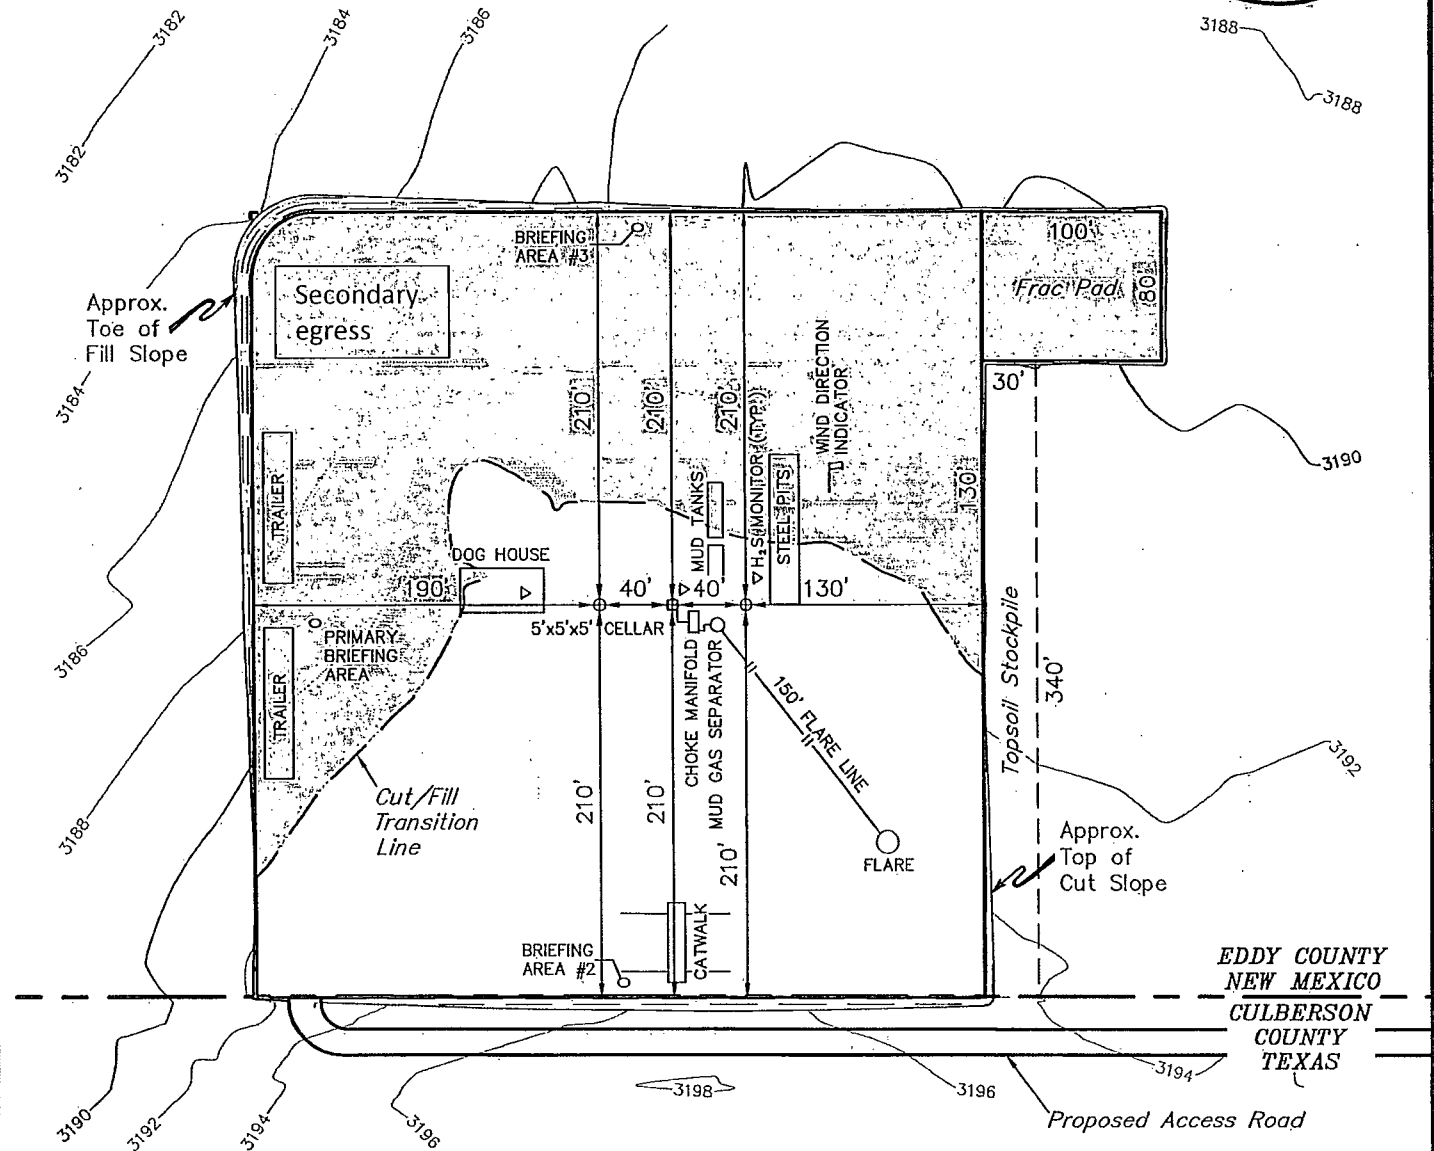 3182
3184
3186
3188
3188
3182
BRIEFING
AREA #3
100'
"Frac" Pad
80'
Secondary
egress
Approx.
Toe of
Fill Slope
3184
30'
210'
210'
210'
WIND DIRECTION
INDICATOR
3190
TRAILER
MUD TANKS
H₂S MONITOR (TYP.)
STEEL PITS
130'
DOG HOUSE
190'
40'
40'
130'
5'x5'x5' CELLAR
3186
PRIMARY
BRIEFING
AREA
TRAILER
CHOKE MANIFOLD
MUD GAS SEPARATOR
150' FLARE LINE
Topsoil Stockpile
340'
3192
Cut/Fill
Transition
Line
3188
210'
210'
210'
FLARE
Approx.
Top of
Cut Slope
CATWALK
BRIEFING
AREA #2
EDDY COUNTY
NEW MEXICO
CULBERSON
COUNTY
TEXAS
3190
3192
3194
3196
3198
3196
3194
Proposed Access Road